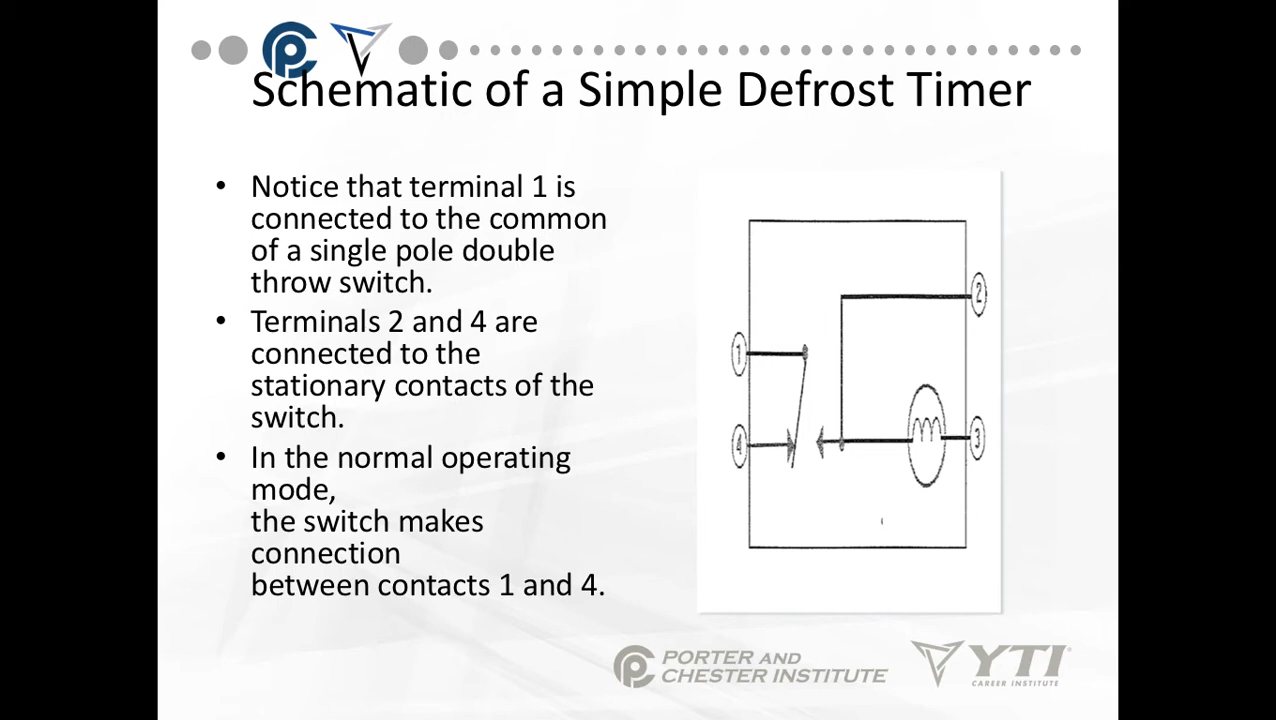 Schematic of a Simple Defrost Timer
• Notice that terminal 1 is
connected to the common
of a single pole double
throw switch.
• Terminals 2 and 4 are
connected to the
stationary contacts of the
switch.
• In the normal operating
mode,
the switch makes
connection
between contacts 1 and 4.
2
1
4
3
PORTER AND
CHESTER INSTITUTE
YTI
CAREER INSTITUTE